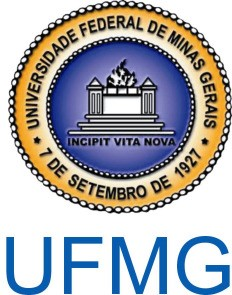 UNIVERSIDADE FEDERAL DE MINAS GERAIS
INCIPIT VITA NOVA
7 DE SETEMBRO DE 1927
UFMG